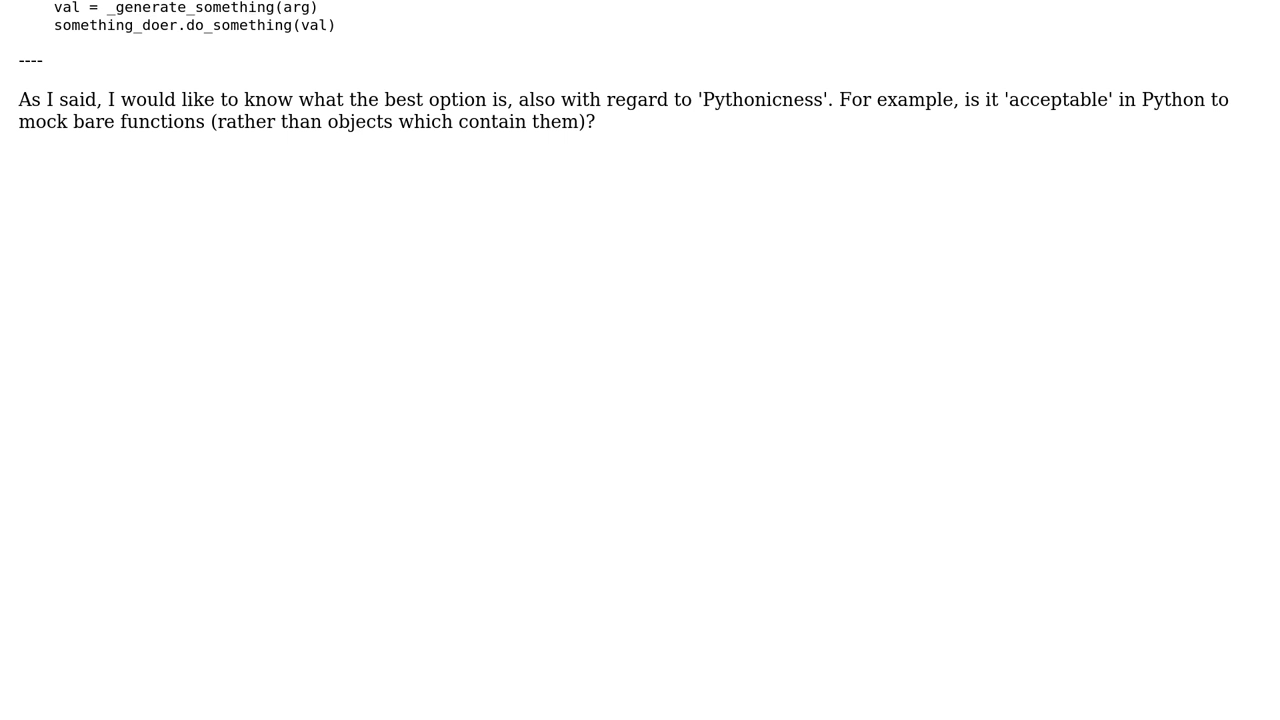 val = _generate_something(arg)
something_doer.do_something(val)
----
As I said, I would like to know what the best option is, also with regard to 'Pythonicness'. For example, is it 'acceptable' in Python to
mock bare functions (rather than objects which contain them)?